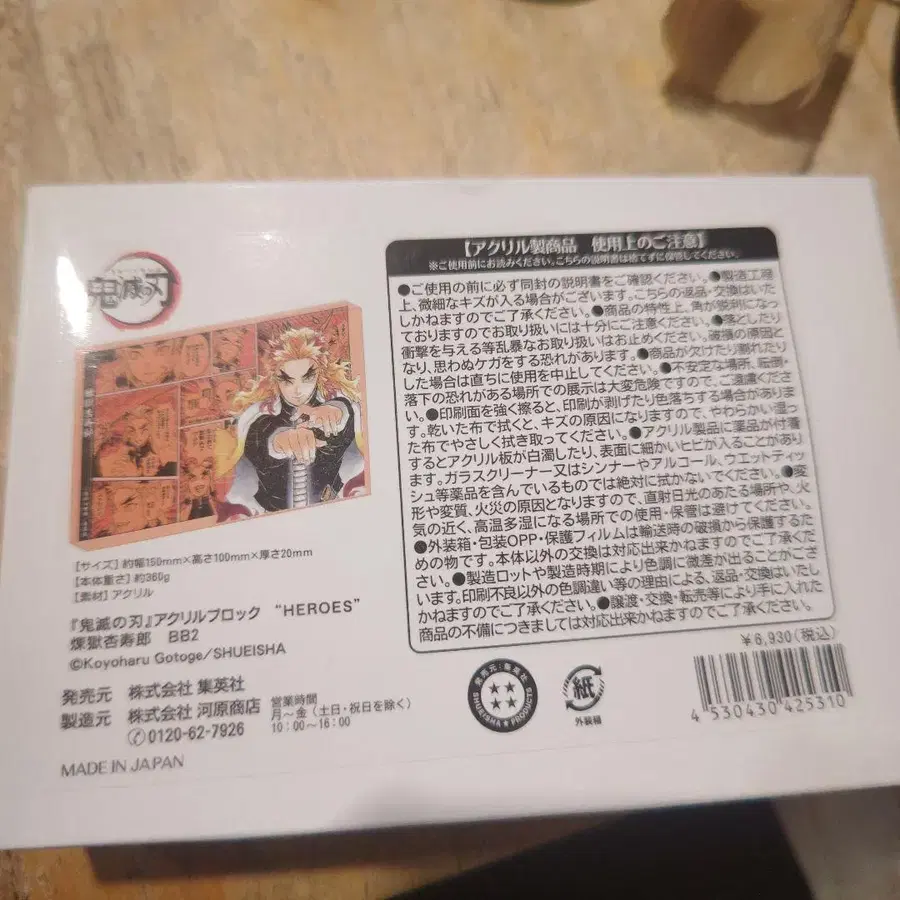 鬼滅の刃
【サイズ】約幅150mm×高さ100mm×厚さ20mm
【本体重さ】約360g
【素材】アクリル
『鬼滅の刃』アクリルブロック “HEROES”
煉獄杏寿郎 BB2
©Koyoharu Gotoge/SHUEISHA
発売元 株式会社 集英社
製造元 株式会社 河原商店
0120-62-7926
営業時間
月～金（土日・祝日を除く）
10：00～16：00
MADE IN JAPAN
【アクリル製商品 使用上のご注意】
※ご使用前にお読みください。こちらの説明書は捨てずに保管してください。
●ご使用の前に必ず同封の説明書をご確認ください。●製造工程
上、微細なキズが入る場合がございます。こちらの返品・交換はいた
しかねますのでご了承ください。●商品の特性上、角が鋭利になっ
ておりますのでお取り扱いには十分にご注意ください。●落としたり
衝撃を与える等乱暴なお取り扱いはお止めください。破損の原因と
なり、思わぬケガをする恐れがあります。●商品が欠けたり割れたり
した場合は直ちに使用を中止してください。●不安定な場所、転倒・
落下の恐れがある場所での展示は大変危険ですので、ご遠慮くださ
い。●印刷面を強く擦ると、印刷が剥げたり色落ちする場合がありま
す。乾いた布で拭くと、キズの原因になりますので、やわらかい湿っ
た布でやさしく拭き取ってください。●アクリル製品に薬品が付着
するとアクリル板が白濁したり、表面に細かいヒビが入ることがあり
ます。ガラスクリーナー又はシンナーやアルコール、ウエットティッ
シュ等薬品を含んでいるものでは絶対に拭かないでください。●変
形や変質、火災の原因となりますので、直射日光のあたる場所や、火
気の近く、高温多湿になる場所での使用・保管は避けてください。
●外装箱・包装OPP・保護フィルムは輸送時の破損から保護するた
めの物です。本体以外の交換は対応出来かねますのでご了承くださ
い。●製造ロットや製造時期により色調に微差が出ることがござ
います。印刷不良以外の色調違い等の理由による、返品・交換はいたし
かねますのでご了承ください。●譲渡・交換・転売等により手に入れた
商品の不備につきましては対応出来かねますのでご了承ください。
￥6,930（税込）
発売元：集英社
SHUEISHA PRODUCTS
紙
外装箱
4 530430 425310